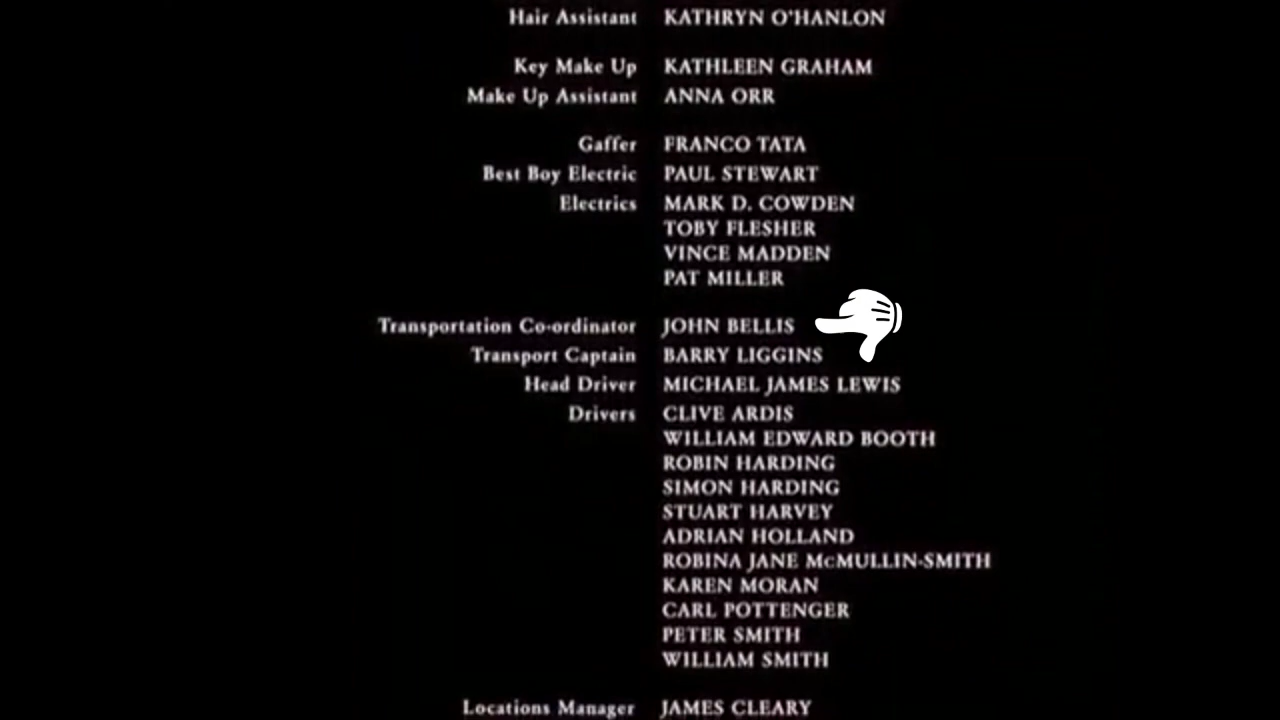 Hair Assistant KATHRYN O'HANLON
Key Make Up KATHLEEN GRAHAM
Make Up Assistant ANNA ORR
Gaffer FRANCO TATA
Best Boy Electric PAUL STEWART
Electrics MARK D. COWDEN
TOBY FLESHER
VINCE MADDEN
PAT MILLER
Transportation Co-ordinator JOHN BELLIS
Transport Captain BARRY LIGGINS
Head Driver MICHAEL JAMES LEWIS
Drivers CLIVE ARDIS
WILLIAM EDWARD BOOTH
ROBIN HARDING
SIMON HARDING
STUART HARVEY
ADRIAN HOLLAND
ROBINA JANE McMULLIN-SMITH
KAREN MORAN
CARL POTTENGER
PETER SMITH
WILLIAM SMITH
Locations Manager JAMES CLEARY